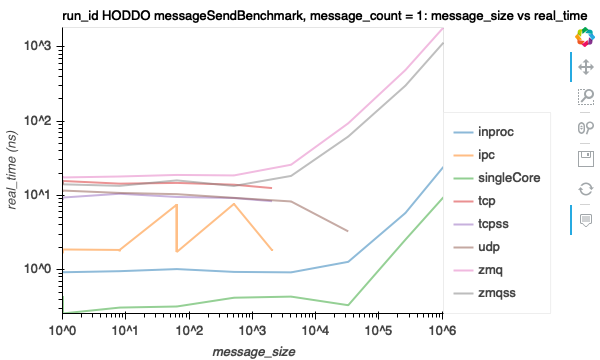 run_id HODDO messageSendBenchmark, message_count = 1: message_size vs real_time
10^3
10^2
10^1
10^0
real_time (ns)
10^0 10^1 10^2 10^3 10^4 10^5 10^6
message_size
inproc
ipc
singleCore
tcp
tcpss
udp
zmq
zmqss